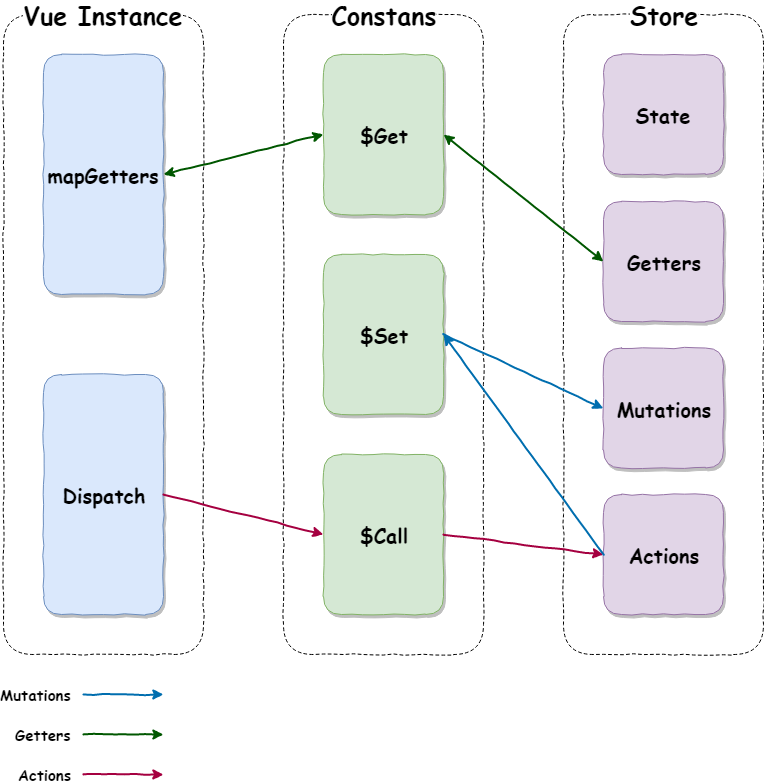 Vue Instance
Constans
Store
mapGetters
Dispatch
$Get
$Set
$Call
State
Getters
Mutations
Actions
Mutations
Getters
Actions